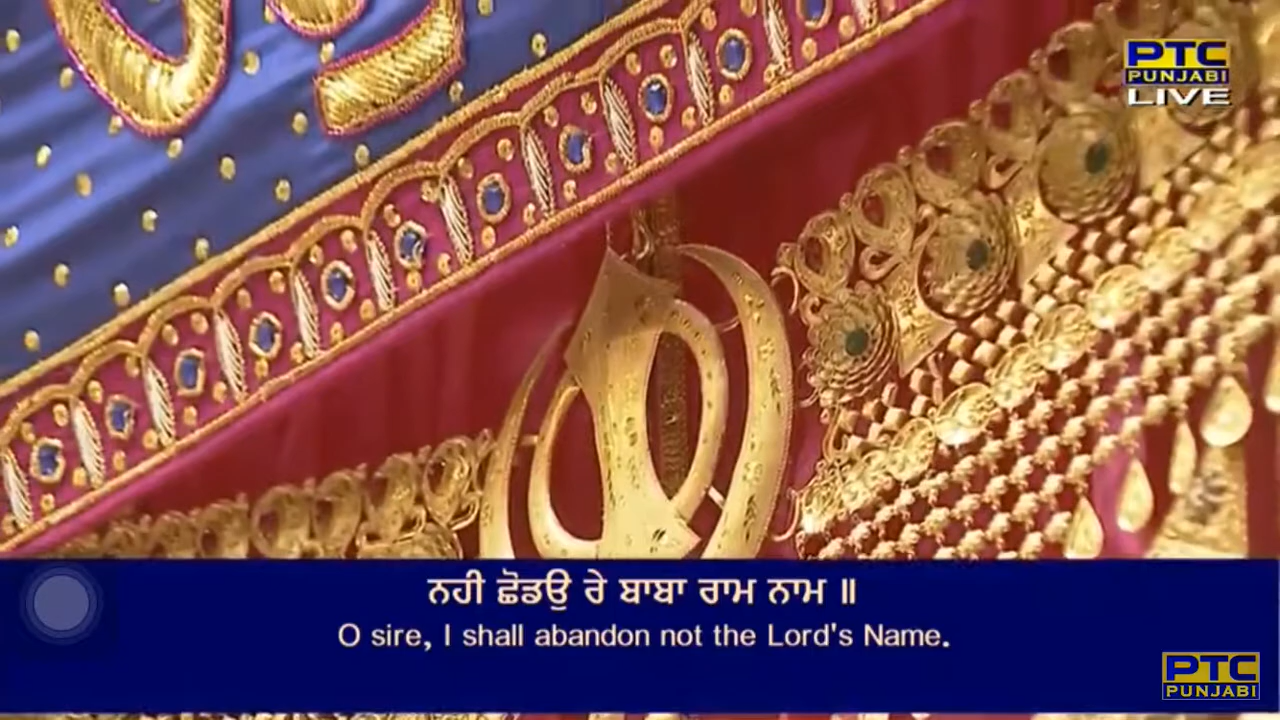 PTC
PUNJABI
LIVE
ਨਹੀ ਛੋਡਉ ਰੇ ਬਾਬਾ ਰਾਮ ਨਾਮ ॥
O sire, I shall abandon not the Lord's Name.
PTC
PUNJABI